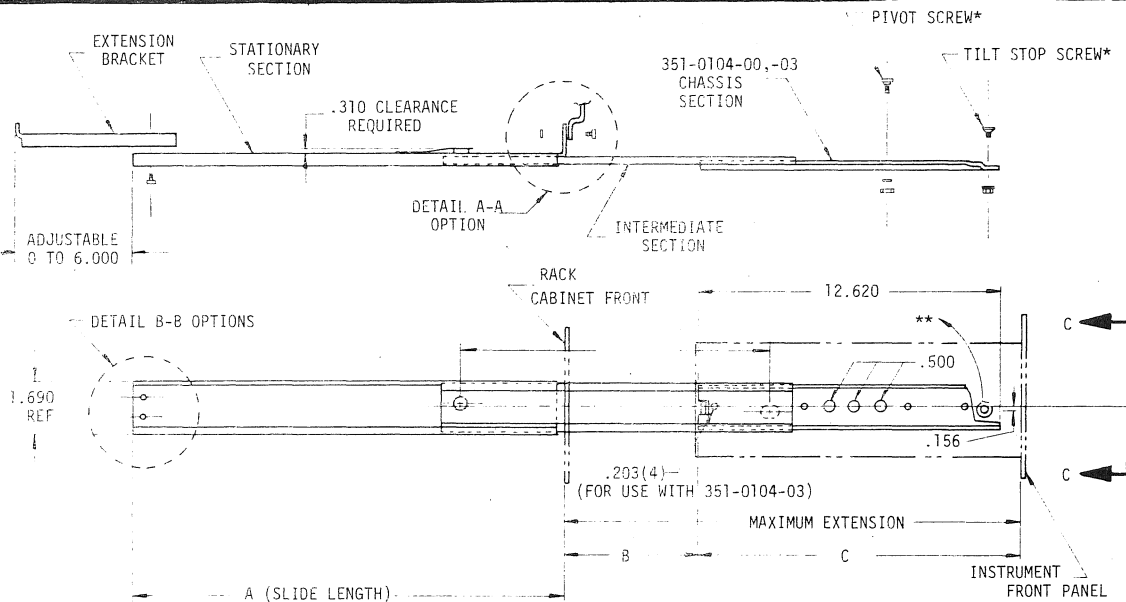 PIVOT SCREW*
EXTENSION
BRACKET
STATIONARY
SECTION
TILT STOP SCREW*
351-0104-00,-03
CHASSIS
SECTION
.310 CLEARANCE
REQUIRED
DETAIL A-A
OPTION
INTERMEDIATE
SECTION
ADJUSTABLE
0 TO 6.000
RACK
CABINET FRONT
12.620
DETAIL B-B OPTIONS
**
C
.500
1.690
REF
.156
.203(4)
(FOR USE WITH 351-0104-03)
C
MAXIMUM EXTENSION
B
C
INSTRUMENT
FRONT PANEL
A (SLIDE LENGTH)